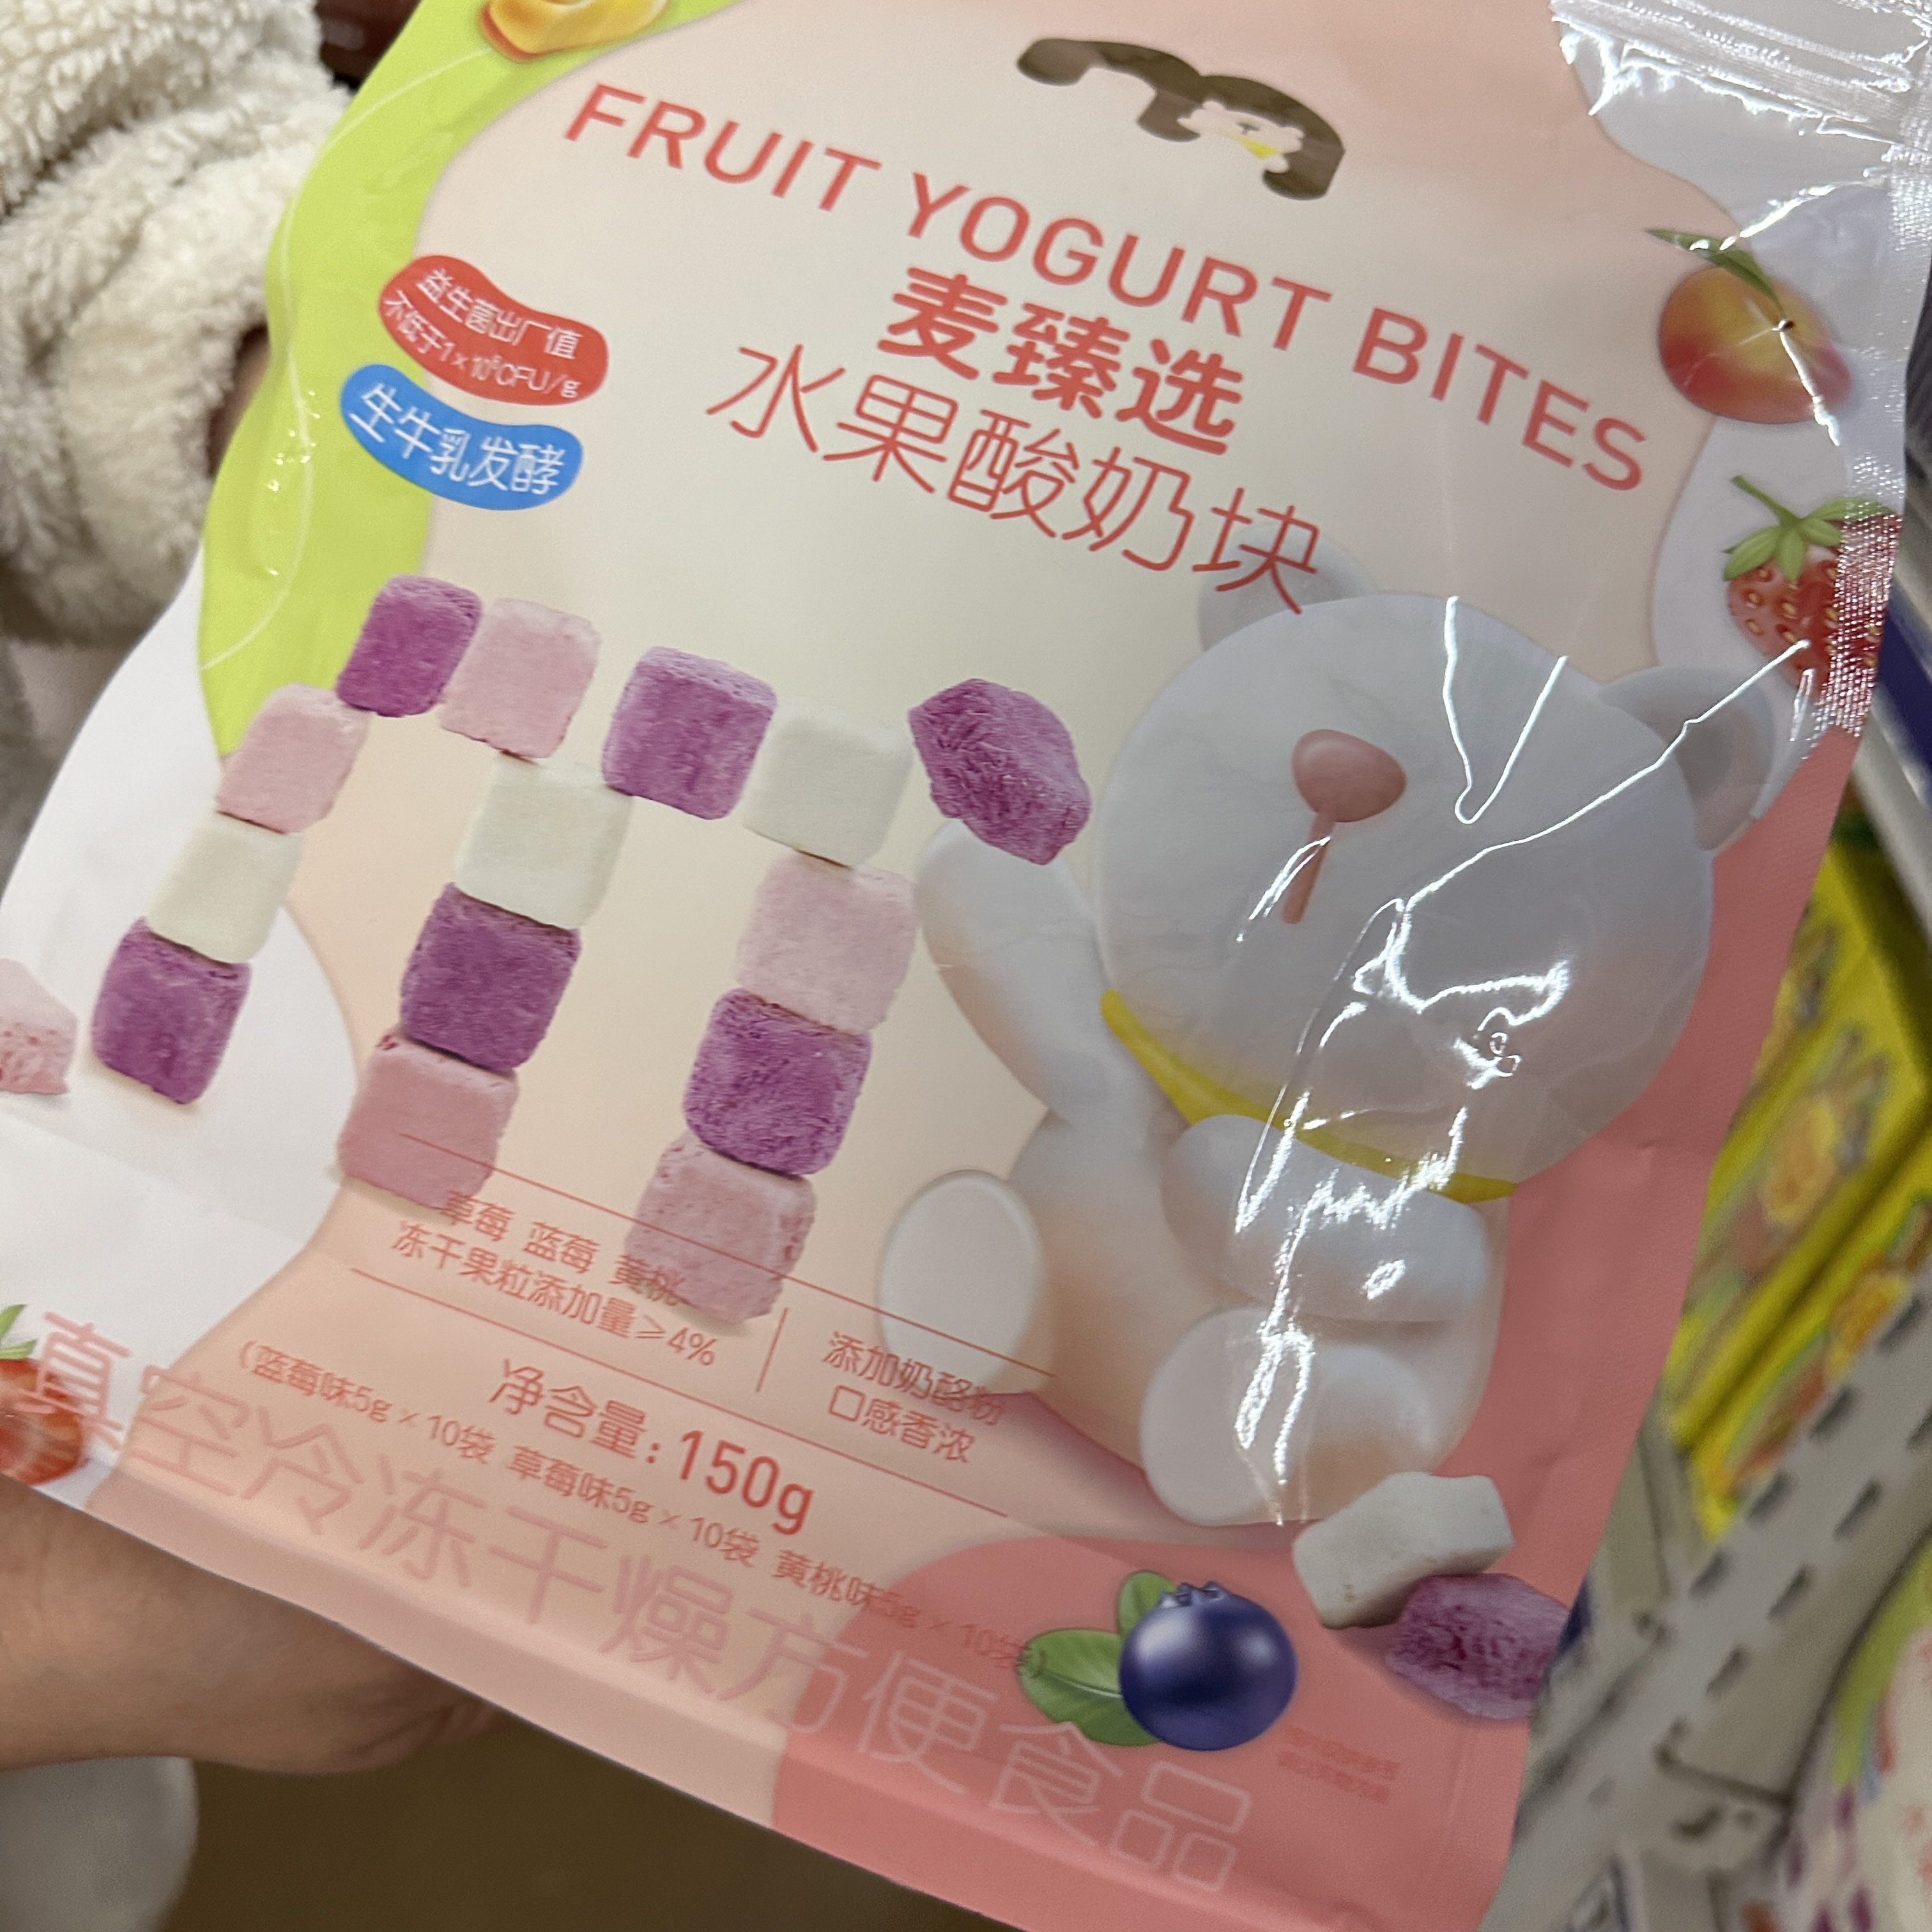 FRUIT YOGURT BITES
麦臻选
水果酸奶块
益生菌出厂值
不低于1×10⁶CFU/g
生牛乳发酵
草莓 蓝莓 黄桃
冻干果粒添加量≥4%
添加奶酪粉
口感香浓
净含量:150g
(蓝莓味5g×10袋 草莓味5g×10袋 黄桃味5g×10袋)
真空冷冻干燥方便食品